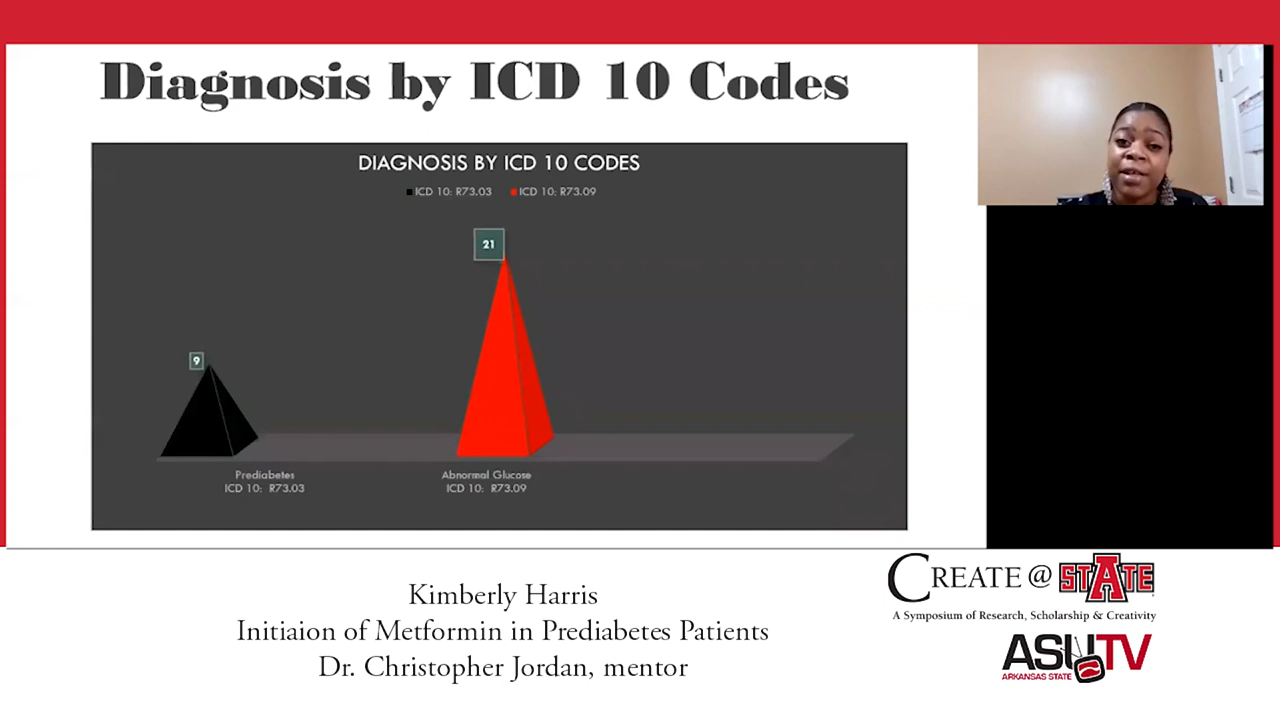 Diagnosis by ICD 10 Codes
DIAGNOSIS BY ICD 10 CODES
ICD 10: R73.03 ICD 10: R73.09
21
9
Prediabetes
ICD 10: R73.03
Abnormal Glucose
ICD 10: R73.09
Kimberly Harris
Initiaion of Metformin in Prediabetes Patients
Dr. Christopher Jordan, mentor
CREATE @ STATE
A Symposium of Research, Scholarship & Creativity
ASUTV
ARKANSAS STATE